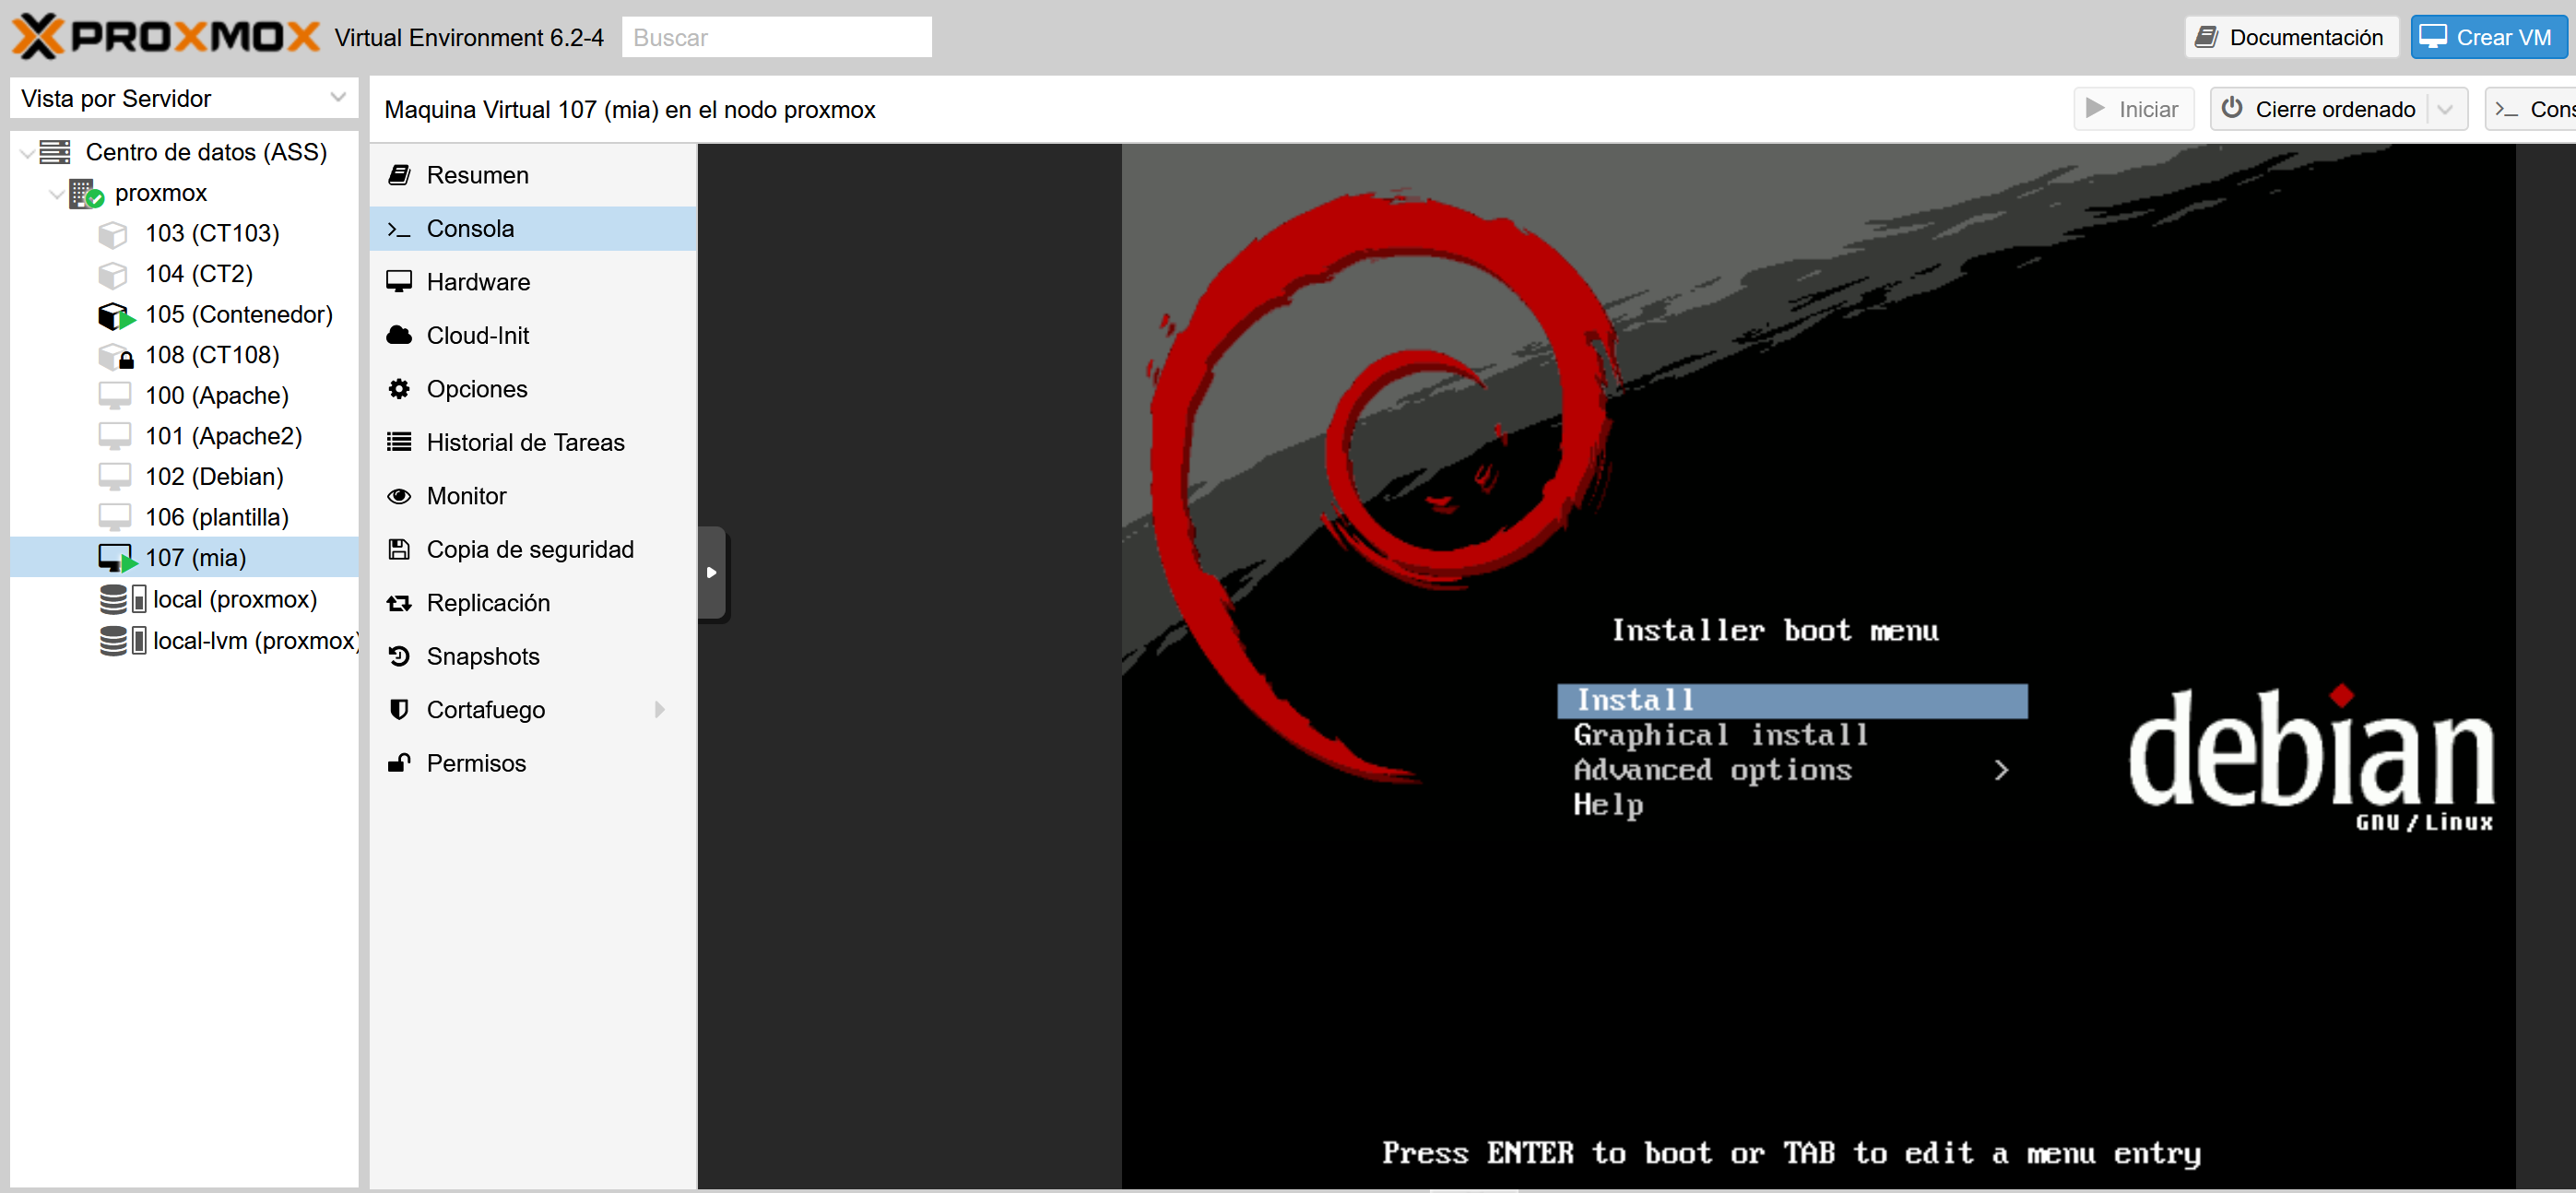 PROXMOX Virtual Environment 6.2-4 Buscar Documentación Crear VM
Vista por Servidor
Maquina Virtual 107 (mia) en el nodo proxmox Iniciar Cierre ordenado
Centro de datos (ASS)
proxmox
103 (CT103)
104 (CT2)
105 (Contenedor)
108 (CT108)
100 (Apache)
101 (Apache2)
102 (Debian)
106 (plantilla)
107 (mia)
local (proxmox)
local-lvm (proxmox)
Resumen
Consola
Hardware
Cloud-Init
Opciones
Historial de Tareas
Monitor
Copia de seguridad
Replicación
Snapshots
Cortafuego
Permisos
Installer boot menu
Install
Graphical install
Advanced options >
Help
debian
GNU/Linux
Press ENTER to boot or TAB to edit a menu entry